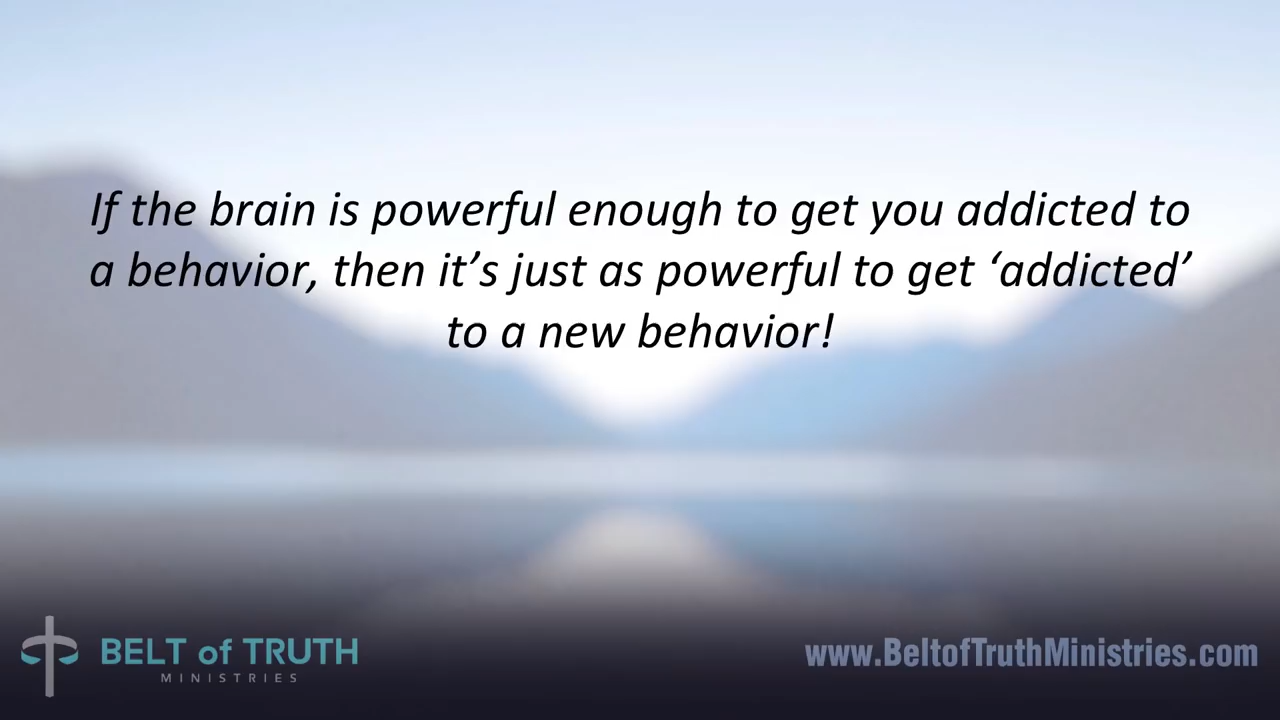 If the brain is powerful enough to get you addicted to
a behavior, then it’s just as powerful to get ‘addicted’
to a new behavior!
BELT of TRUTH
MINISTRIES
www.BeltofTruthMinistries.com